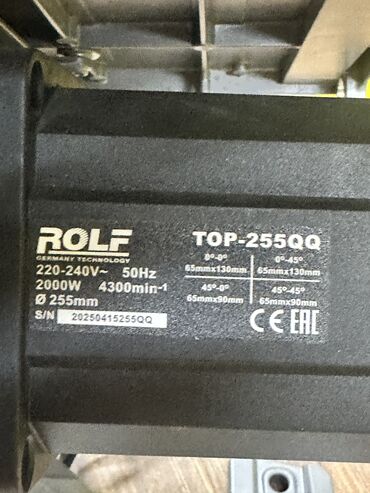 ROLF
GERMANY TECHNOLOGY
220-240V~ 50Hz
2000W 4300min-1
Ø 255mm
S/N 20250415255QQ
TOP-255QQ
0°-0° 0°-45°
65mmx130mm 65mmx130mm
45°-0° 45°-45°
65mmx90mm 65mmx90mm
CE EAC